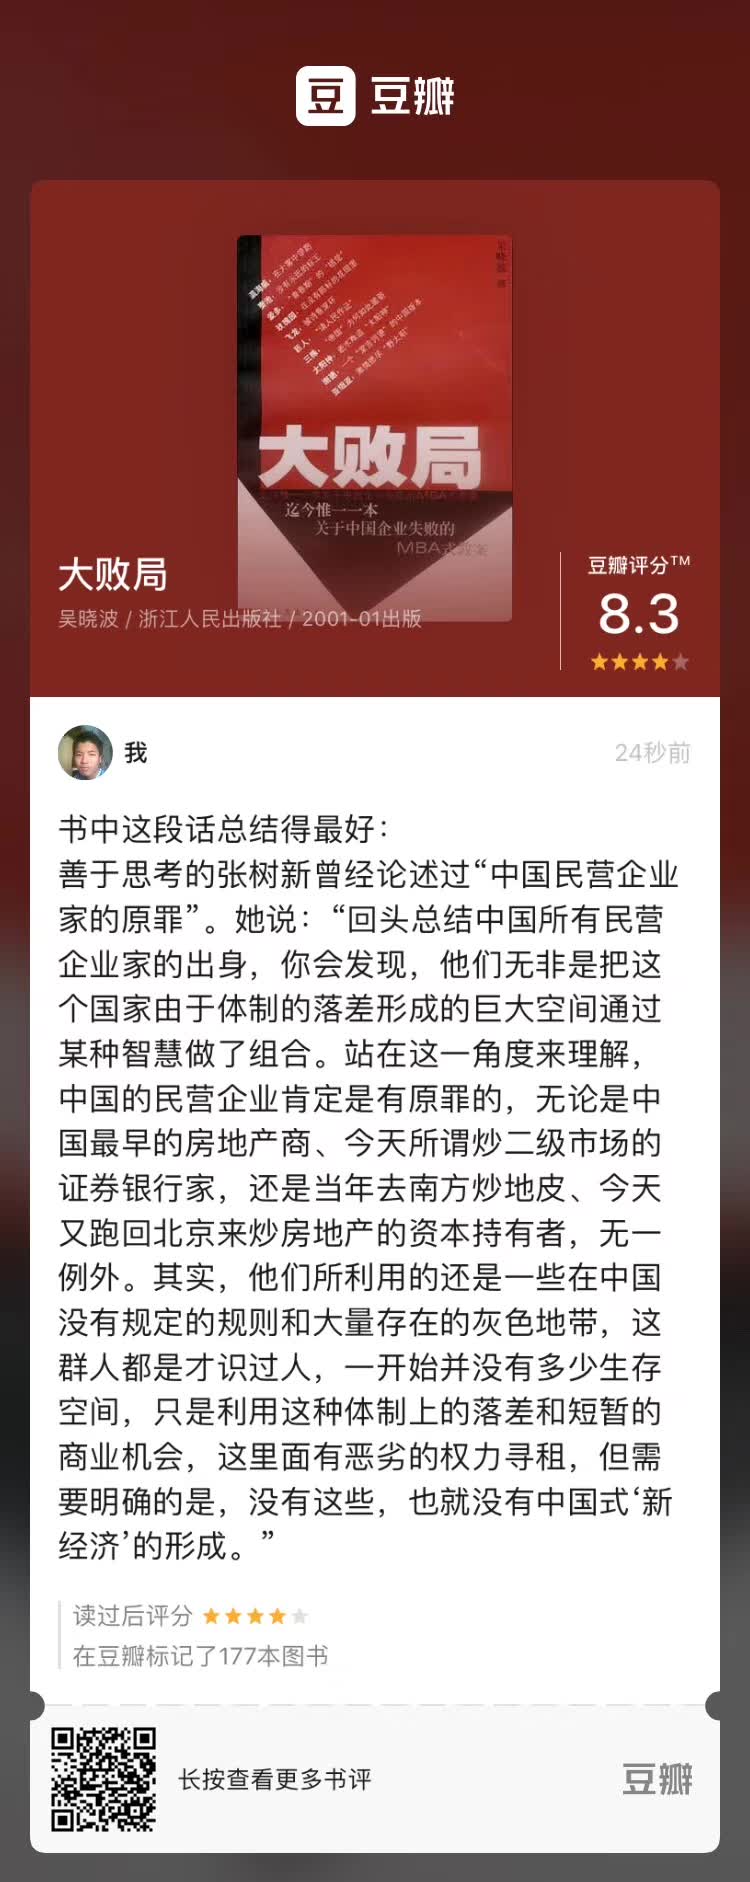 豆 豆瓣
吴晓波 著
大败局
迄今惟一一本
关于中国企业失败的
MBA式教案
大败局
吴晓波 / 浙江人民出版社 / 2001-01出版
豆瓣评分™
8.3
我
24秒前
书中这段话总结得最好：
善于思考的张树新曾经论述过“中国民营企业
家的原罪”。她说：“回头总结中国所有民营
企业家的出身，你会发现，他们无非是把这
个国家由于体制的落差形成的巨大空间通过
某种智慧做了组合。站在这一角度来理解，
中国的民营企业肯定是有原罪的，无论是中
国最早的房地产商、今天所谓炒二级市场的
证券银行家，还是当年去南方炒地皮、今天
又跑回北京来炒房地产的资本持有者，无一
例外。其实，他们所利用的还是一些在中国
没有规定的规则和大量存在的灰色地带，这
群人都是才识过人，一开始并没有多少生存
空间，只是利用这种体制上的落差和短暂的
商业机会，这里面有恶劣的权力寻租，但需
要明确的是，没有这些，也就没有中国式‘新
经济’的形成。”
读过后评分
在豆瓣标记了177本图书
长按查看更多书评
豆瓣